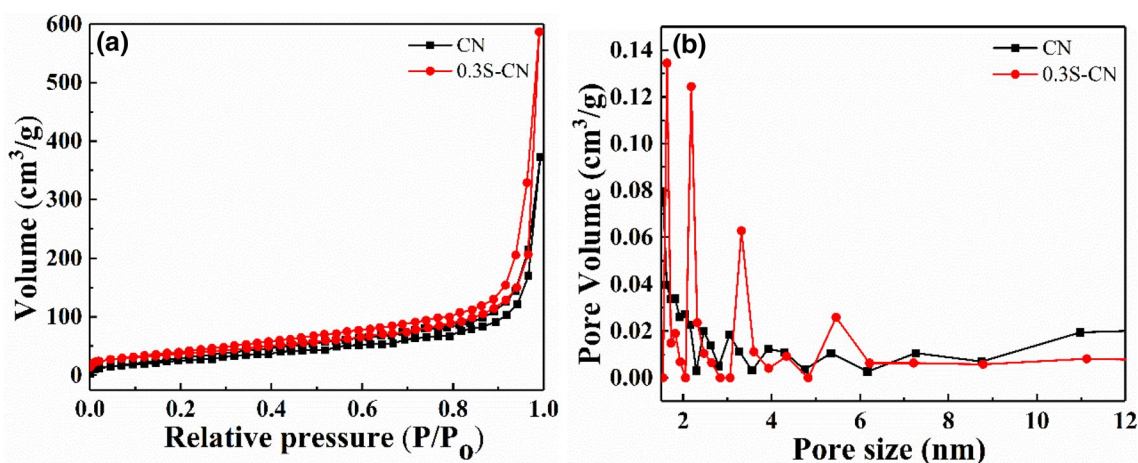 (a)
CN
0.3S-CN
600
500
400
300
200
100
0
0.0 0.2 0.4 0.6 0.8 1.0
Volume (cm³/g)
Relative pressure (P/Pₒ)
(b)
CN
0.3S-CN
0.14
0.12
0.10
0.08
0.06
0.04
0.02
0.00
2 4 6 8 10 12
Pore Volume (cm³/g)
Pore size (nm)